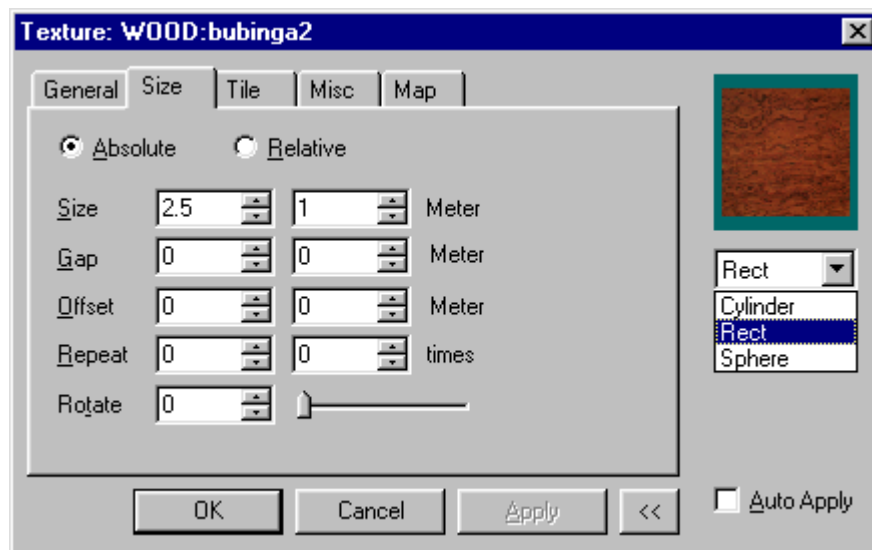 Texture: WOOD:bubinga2
General Size Tile Misc Map
Absolute Relative
Size 2.5 1 Meter
Gap 0 0 Meter
Offset 0 0 Meter
Repeat 0 0 times
Rotate 0
Rect
Cylinder
Rect
Sphere
OK Cancel Apply << Auto Apply